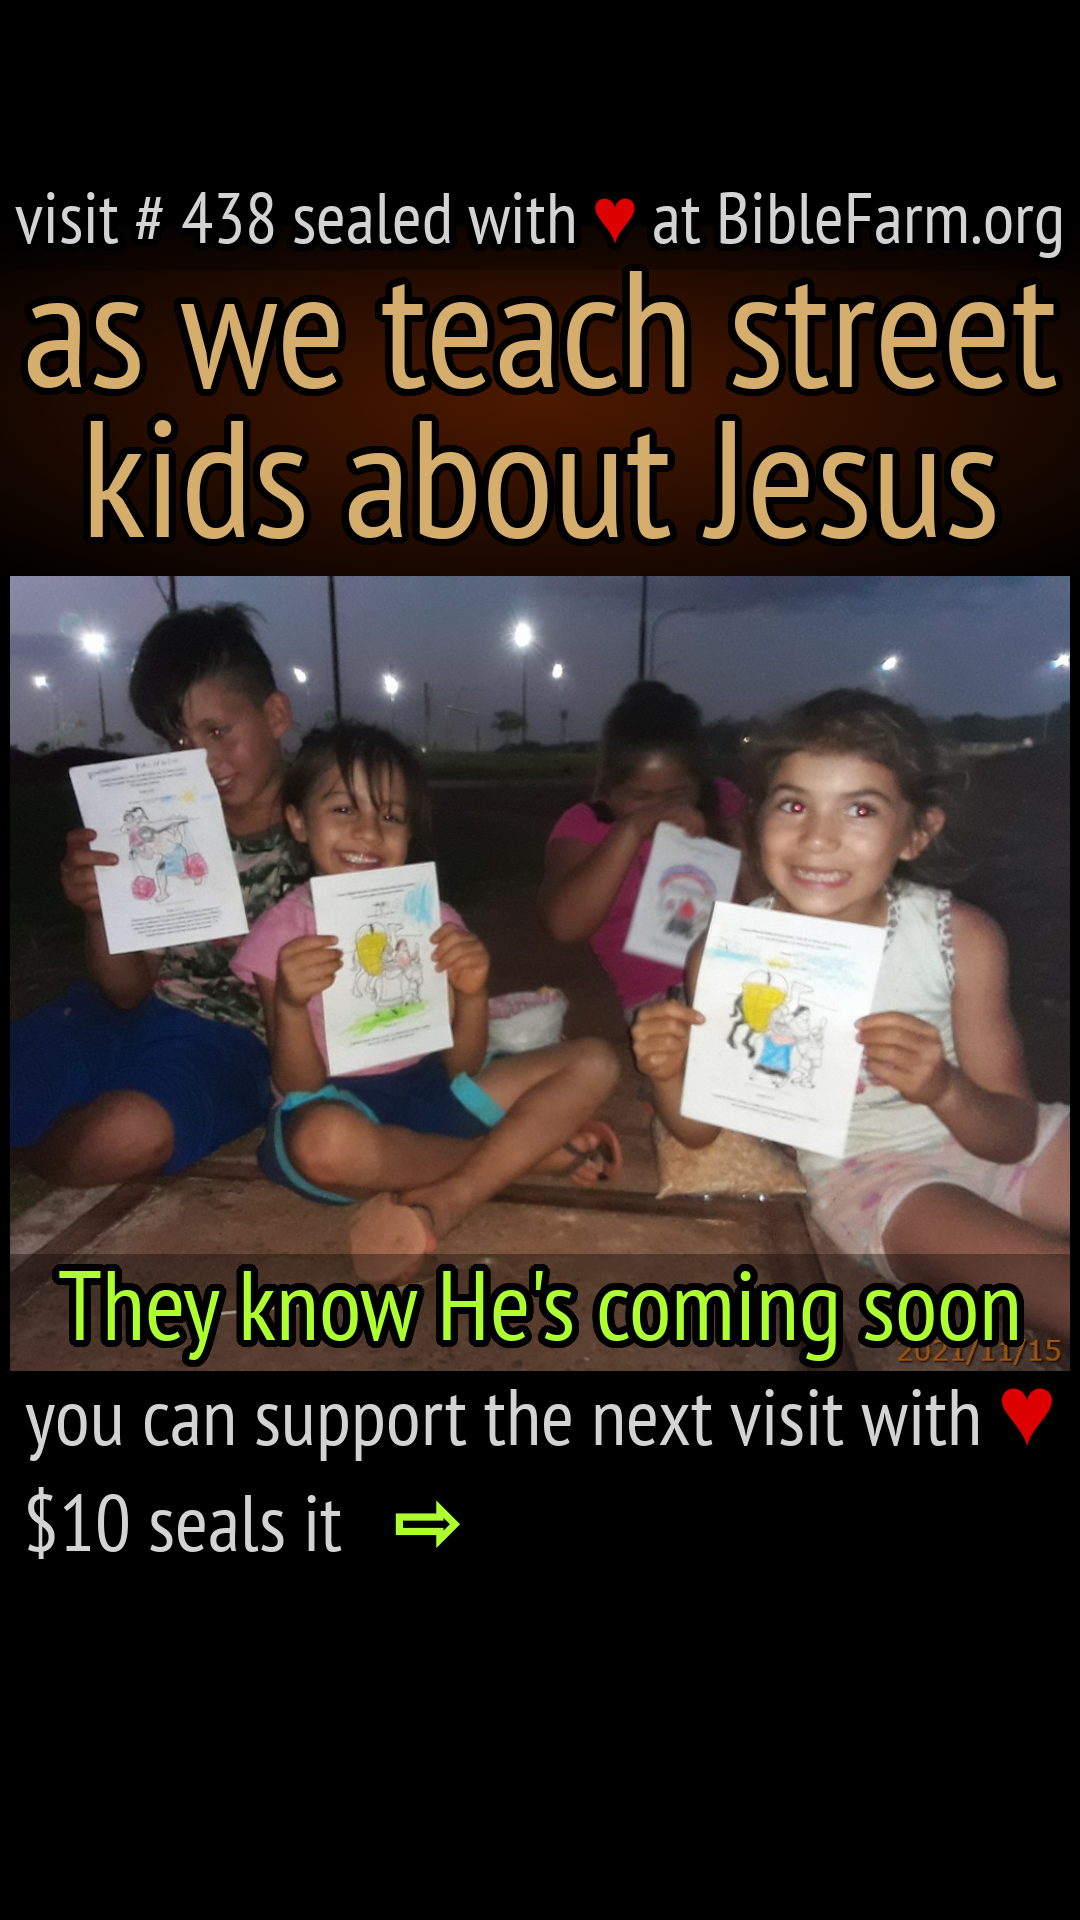 visit # 438 sealed with ♥ at BibleFarm.org
as we teach street
kids about Jesus
They know He's coming soon
2021/11/15
you can support the next visit with ♥
$10 seals it ⇨